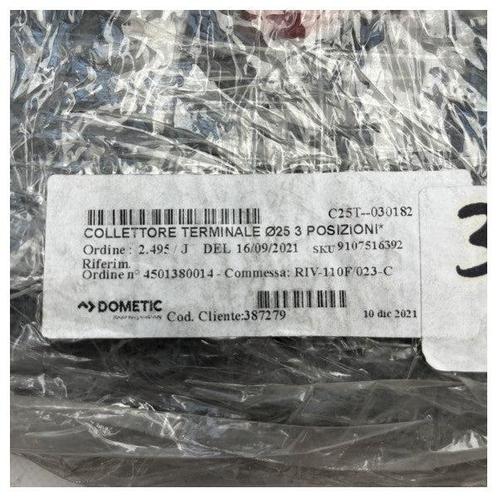 C25T--030182
COLLETTORE TERMINALE Ø25 3 POSIZIONI*
Ordine: 2.495 / J DEL 16/09/2021 SKU 9107516392
Riferim.
Ordine n° 4501380014 - Commessa: RIV-110F/023-C
DOMETIC
Cod. Cliente:387279
10 dic 2021
3